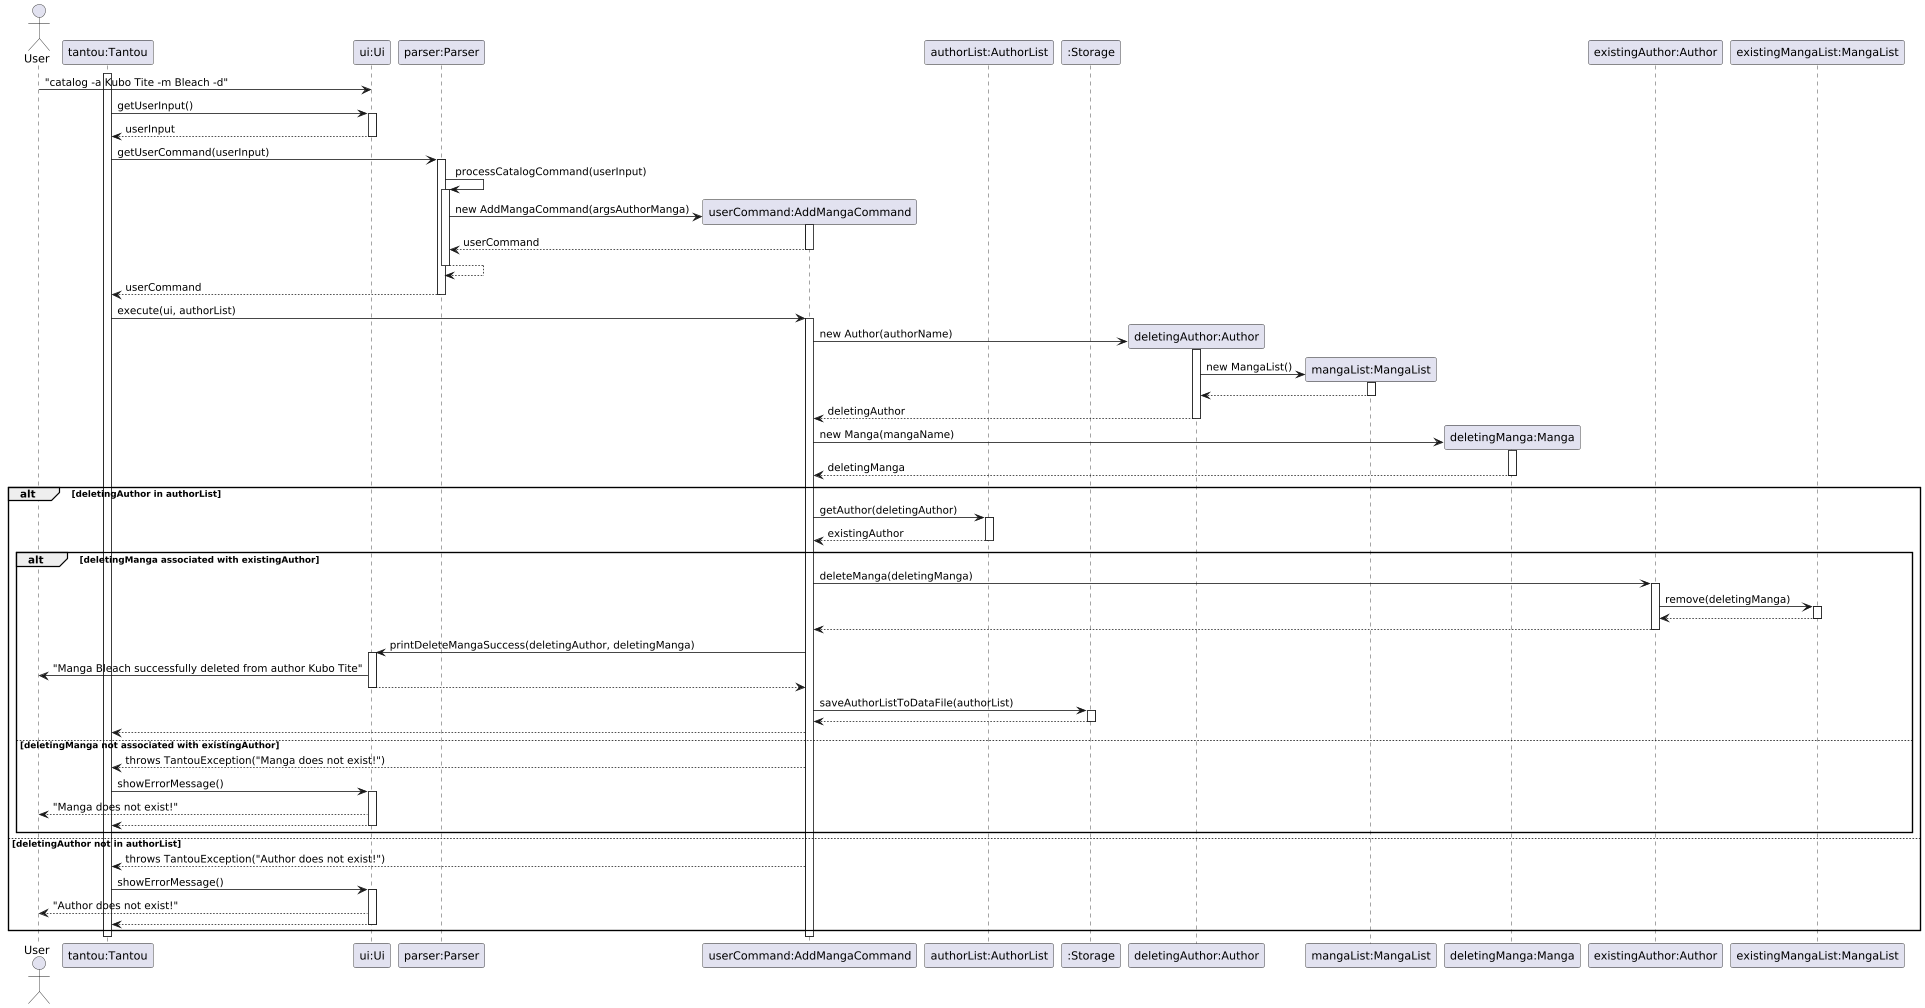 User
tantou:Tantou
ui:Ui
parser:Parser
authorList:AuthorList
:Storage
existingAuthor:Author
existingMangaList:MangaList
"catalog -a Kubo Tite -m Bleach -d"
getUserInput()
userInput
getUserCommand(userInput)
processCatalogCommand(userInput)
new AddMangaCommand(argsAuthorManga)
userCommand:AddMangaCommand
userCommand
userCommand
execute(ui, authorList)
new Author(authorName)
deletingAuthor:Author
new MangaList()
mangaList:MangaList
deletingAuthor
new Manga(mangaName)
deletingManga:Manga
deletingManga
alt
[deletingAuthor in authorList]
getAuthor(deletingAuthor)
existingAuthor
alt
[deletingManga associated with existingAuthor]
deleteManga(deletingManga)
remove(deletingManga)
printDeleteMangaSuccess(deletingAuthor, deletingManga)
"Manga Bleach successfully deleted from author Kubo Tite"
saveAuthorListToDataFile(authorList)
[deletingManga not associated with existingAuthor]
throws TantouException("Manga does not exist!")
showErrorMessage()
"Manga does not exist!"
[deletingAuthor not in authorList]
throws TantouException("Author does not exist!")
showErrorMessage()
"Author does not exist!"
User
tantou:Tantou
ui:Ui
parser:Parser
userCommand:AddMangaCommand
authorList:AuthorList
:Storage
deletingAuthor:Author
mangaList:MangaList
deletingManga:Manga
existingAuthor:Author
existingMangaList:MangaList